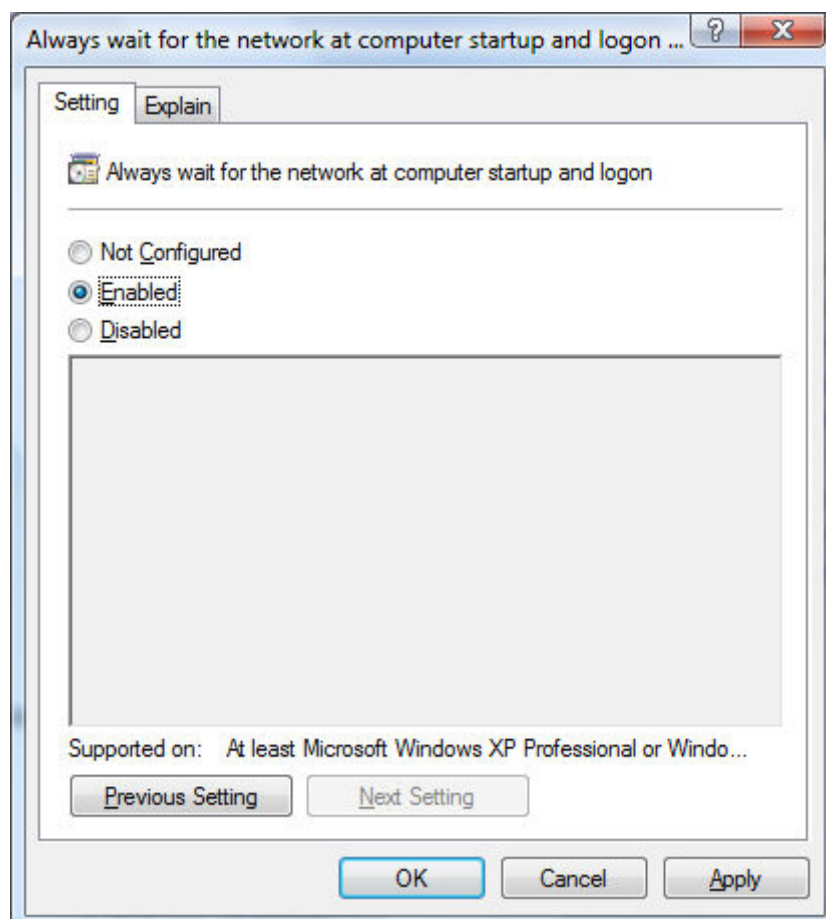 Always wait for the network at computer startup and logon ...
Setting Explain
Always wait for the network at computer startup and logon
Not Configured
Enabled
Disabled
Supported on: At least Microsoft Windows XP Professional or Windo...
Previous Setting Next Setting
OK Cancel Apply